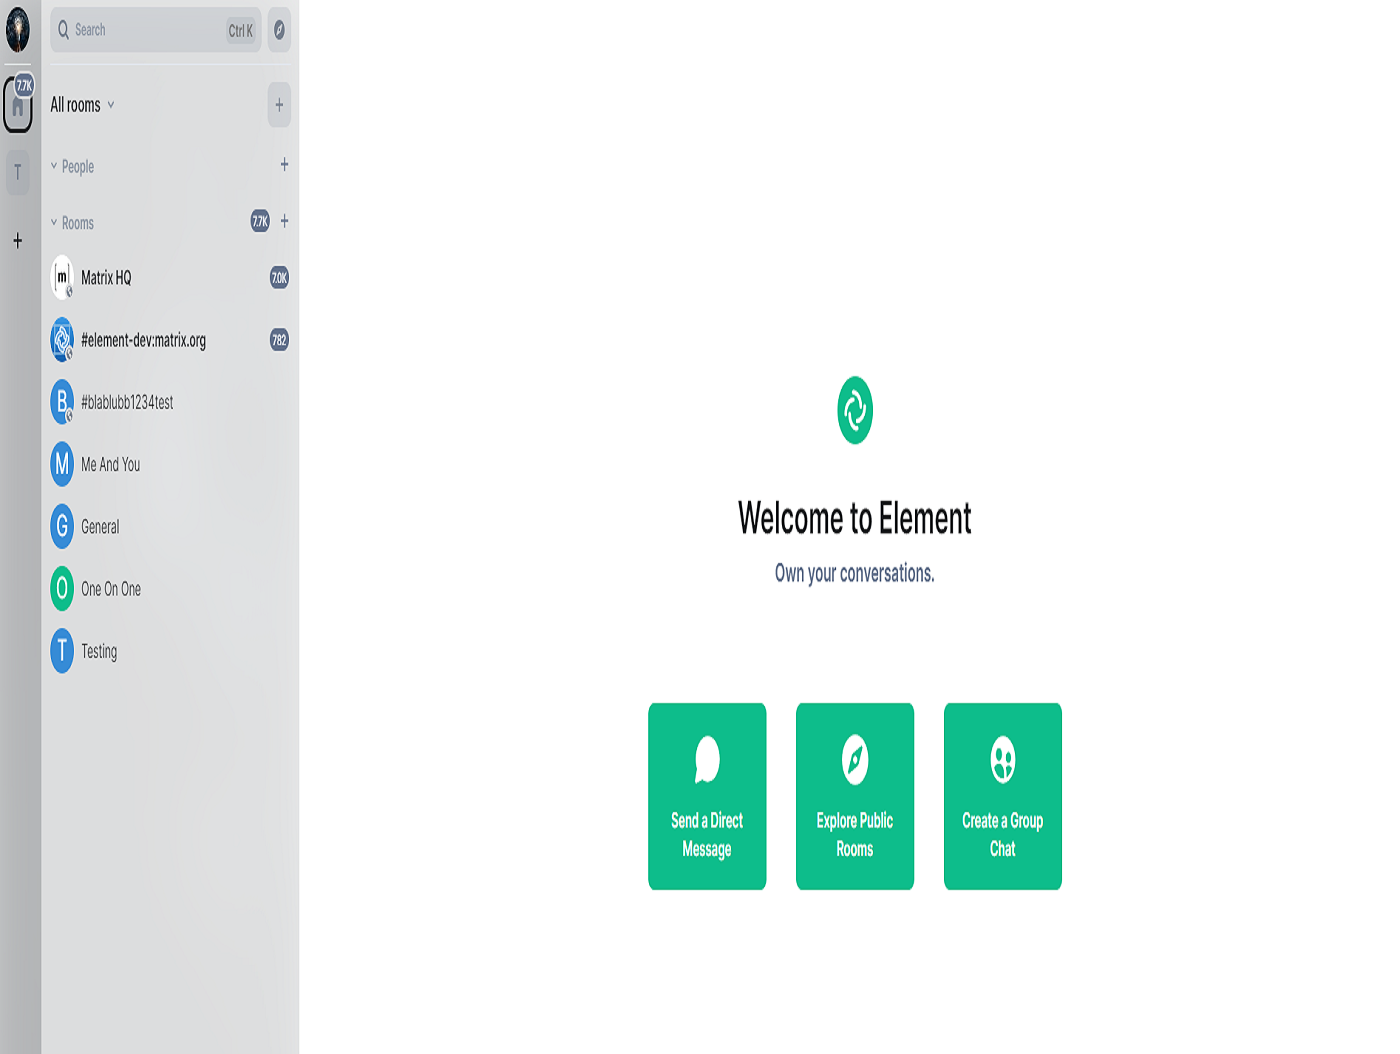 Search
Ctrl K
7.7K
All rooms
T
People
Rooms
7.7K
[m] Matrix HQ
7.0K
#element-dev:matrix.org
782
B #blablubb1234test
M Me And You
G General
O One On One
T Testing
Welcome to Element
Own your conversations.
Send a Direct
Message
Explore Public
Rooms
Create a Group
Chat